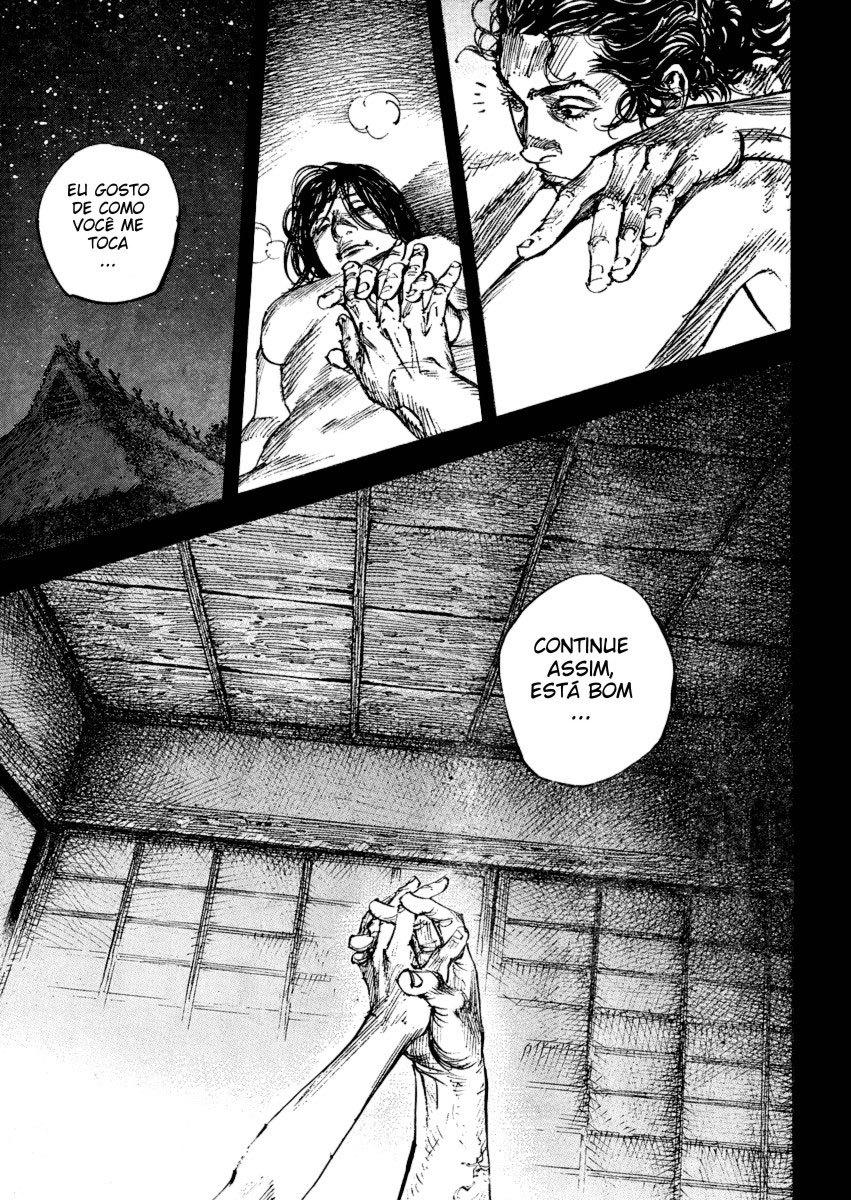 EU GOSTO
DE COMO
VOCÊ ME
TOCA
...
CONTINUE
ASSIM,
ESTÁ BOM
...